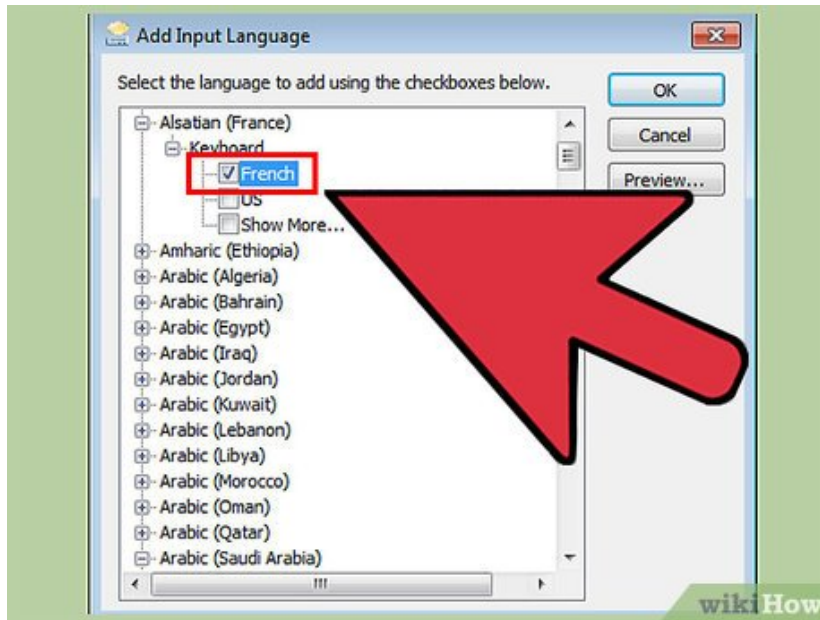 Add Input Language
Select the language to add using the checkboxes below.
OK
Cancel
Preview...
Alsatian (France)
Keyboard
French
US
Show More...
Amharic (Ethiopia)
Arabic (Algeria)
Arabic (Bahrain)
Arabic (Egypt)
Arabic (Iraq)
Arabic (Jordan)
Arabic (Kuwait)
Arabic (Lebanon)
Arabic (Libya)
Arabic (Morocco)
Arabic (Oman)
Arabic (Qatar)
Arabic (Saudi Arabia)
wikiHow